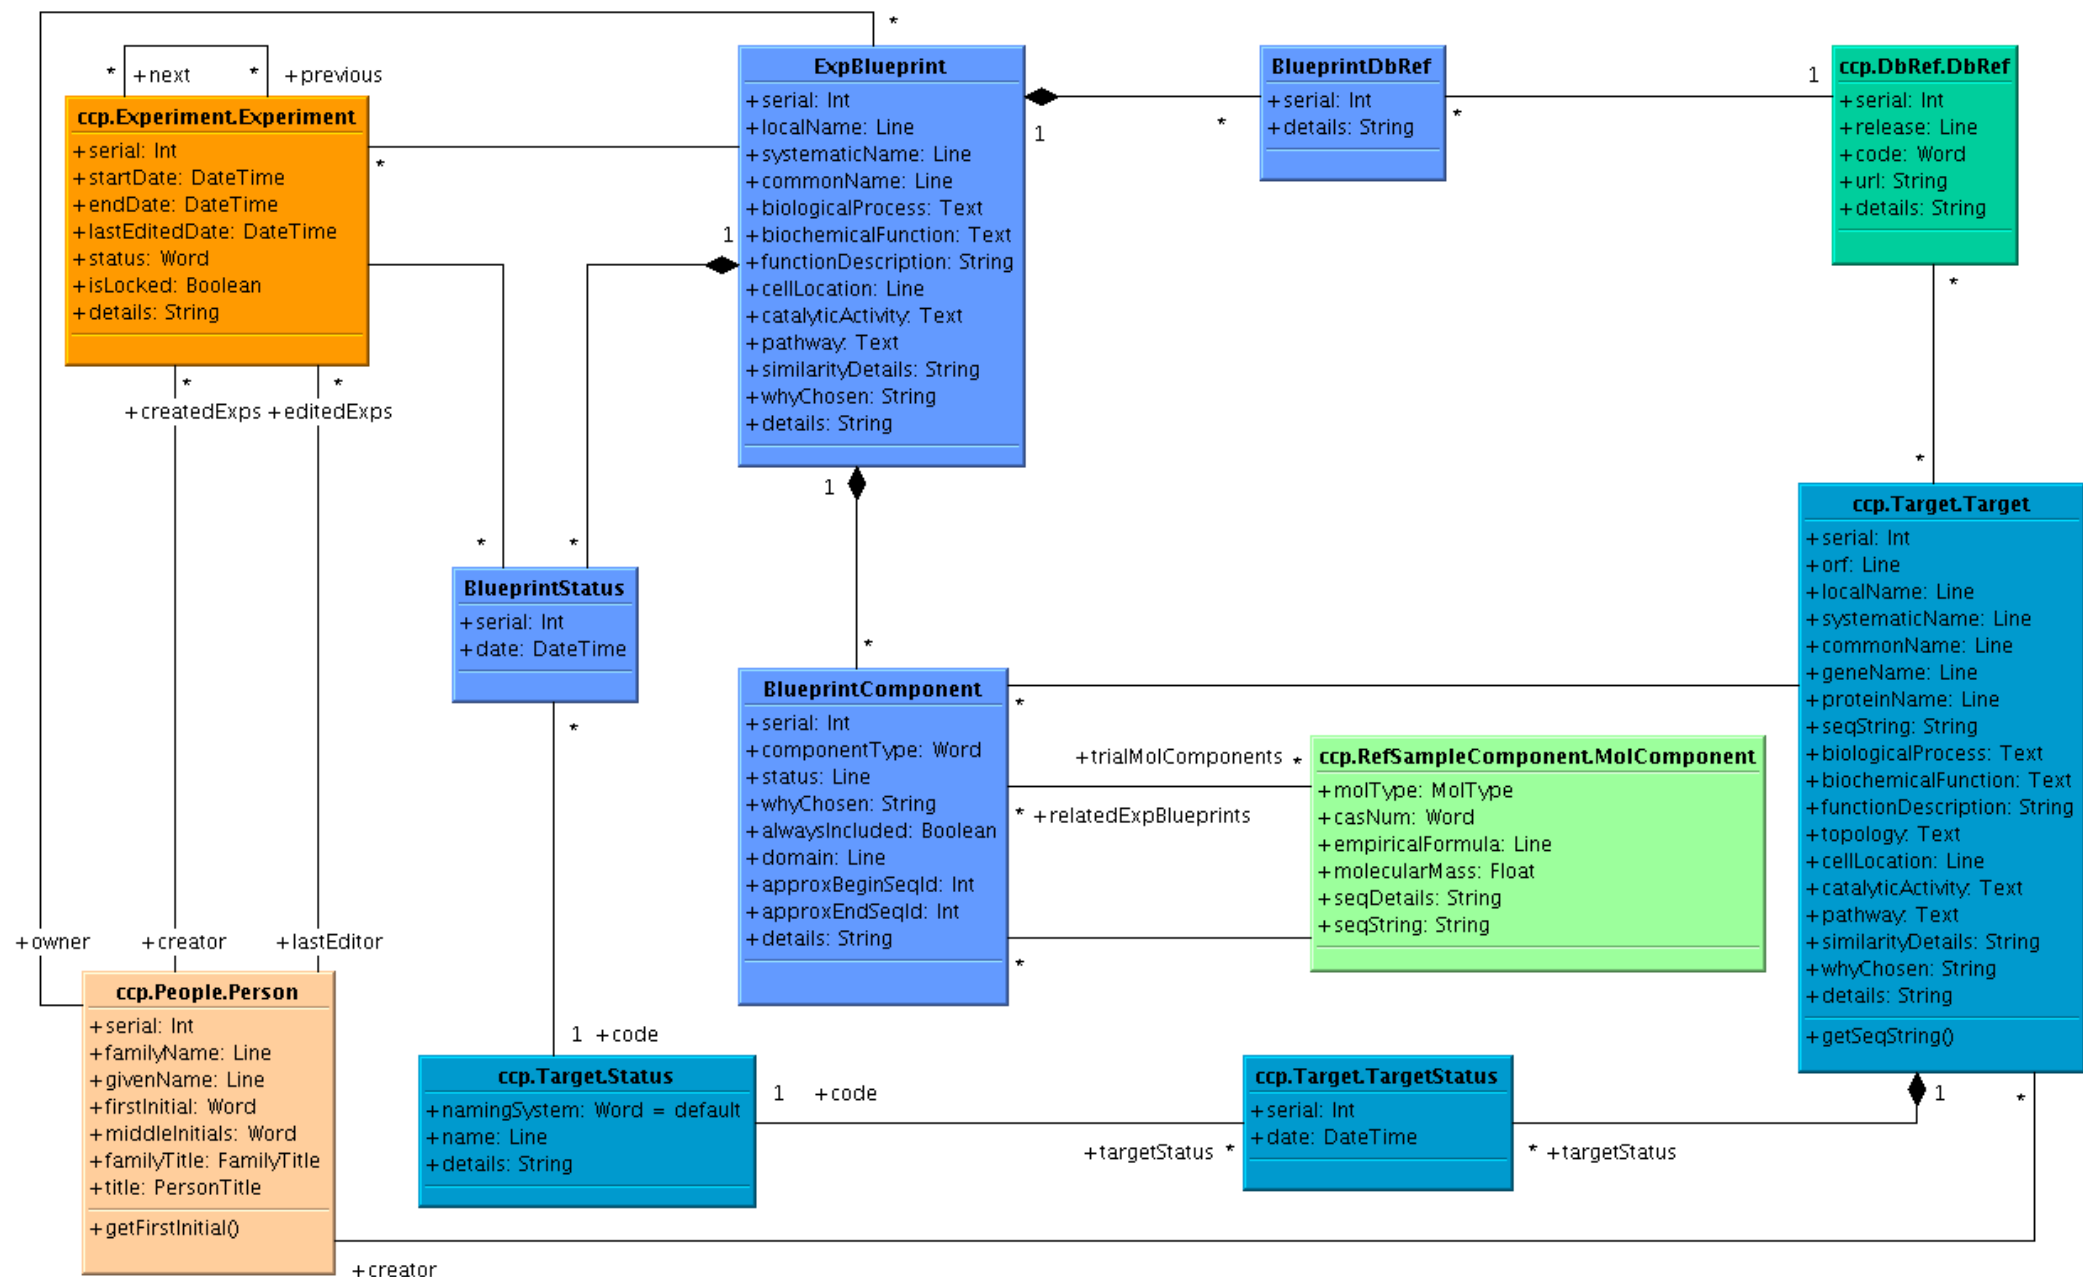 *
* +next * +previous
ccp.Experiment.Experiment
+serial: Int
+startDate: DateTime
+endDate: DateTime
+lastEditedDate: DateTime
+status: Word
+isLocked: Boolean
+details: String
*
*
+createdExps
*
+editedExps
ExpBlueprint
+serial: Int
+localName: Line
+systematicName: Line
+commonName: Line
+biologicalProcess: Text
+biochemicalFunction: Text
+functionDescription: String
+cellLocation: Line
+catalyticActivity: Text
+pathway: Text
+similarityDetails: String
+whyChosen: String
+details: String
1
1
*
1
*
BlueprintDbRef
+serial: Int
+details: String
*
1
ccp.DbRef.DbRef
+serial: Int
+release: Line
+code: Word
+url: String
+details: String
*
*
ccp.Target.Target
+serial: Int
+orf: Line
+localName: Line
+systematicName: Line
+commonName: Line
+geneName: Line
+proteinName: Line
+seqString: String
+biologicalProcess: Text
+biochemicalFunction: Text
+functionDescription: String
+topology: Text
+cellLocation: Line
+catalyticActivity: Text
+pathway: Text
+similarityDetails: String
+whyChosen: String
+details: String
+getSeqString()
1
*
* *
BlueprintStatus
+serial: Int
+date: DateTime
*
1 +code
*
BlueprintComponent
+serial: Int
+componentType: Word
+status: Line
+whyChosen: String
+alwaysIncluded: Boolean
+domain: Line
+approxBeginSeqId: Int
+approxEndSeqId: Int
+details: String
+trialMolComponents *
* +relatedExpBlueprints
*
ccp.RefSampleComponent.MolComponent
+molType: MolType
+casNum: Word
+empiricalFormula: Line
+molecularMass: Float
+seqDetails: String
+seqString: String
+owner +creator +lastEditor
ccp.People.Person
+serial: Int
+familyName: Line
+givenName: Line
+firstInitial: Word
+middleInitials: Word
+familyTitle: FamilyTitle
+title: PersonTitle
+getFirstInitial()
+creator
ccp.Target.Status
+namingSystem: Word = default
+name: Line
+details: String
1 +code
+targetStatus *
ccp.Target.TargetStatus
+serial: Int
+date: DateTime
* +targetStatus